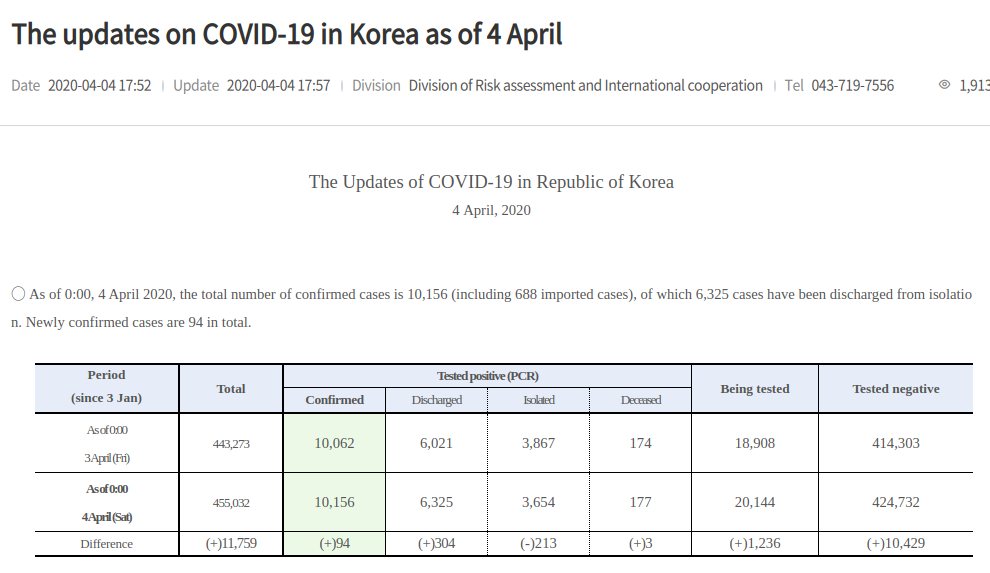 The updates on COVID-19 in Korea as of 4 April
Date 2020-04-04 17:52 Update 2020-04-04 17:57 Division Division of Risk assessment and International cooperation Tel 043-719-7556 1,913
The Updates of COVID-19 in Republic of Korea
4 April, 2020
○ As of 0:00, 4 April 2020, the total number of confirmed cases is 10,156 (including 688 imported cases), of which 6,325 cases have been discharged from isolatio
n. Newly confirmed cases are 94 in total.
Period (since 3 Jan) Total Tested positive (PCR) Being tested Tested negative
Confirmed Discharged Isolated Deceased
As of 0:00 3 April (Fri) 443,273 10,062 6,021 3,867 174 18,908 414,303
As of 0:00 4 April (Sat) 455,032 10,156 6,325 3,654 177 20,144 424,732
Difference (+)11,759 (+)94 (+)304 (-)213 (+)3 (+)1,236 (+)10,429